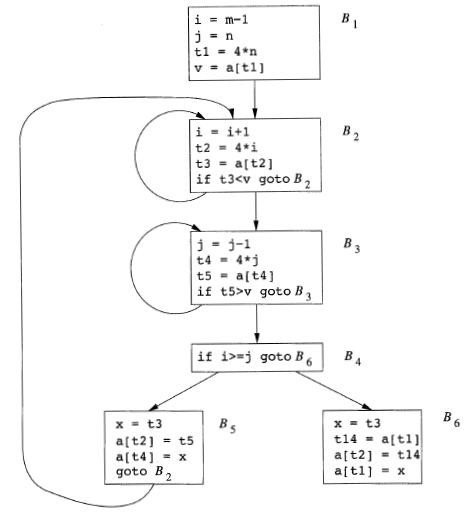 i = m-1
j = n
t1 = 4*n
v = a[t1]
B1
i = i+1
t2 = 4*i
t3 = a[t2]
if t3<v goto B2
B2
j = j-1
t4 = 4*j
t5 = a[t4]
if t5>v goto B3
B3
if i>=j goto B6
B4
x = t3
a[t2] = t5
a[t4] = x
goto B2
B5
x = t3
t14 = a[t1]
a[t2] = t14
a[t1] = x
B6